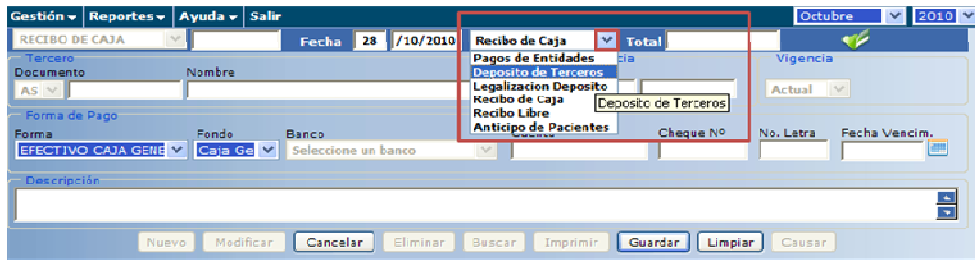 Gestión Reportes Ayuda Salir Octubre 2010
RECIBO DE CAJA Fecha 28 /10/2010 Recibo de Caja Total
Tercero Vigencia
Documento Nombre
AS Actual
Pagos de Entidades
Deposito de Terceros
Legalizacion Deposito
Recibo de Caja
Recibo Libre
Anticipo de Pacientes
Deposito de Terceros
Forma de Pago
Forma Fondo Banco Cheque Nº No. Letra Fecha Vencim.
EFECTIVO CAJA GENE Caja Ge Seleccione un banco
Descripción
Nuevo Modificar Cancelar Eliminar Buscar Imprimir Guardar Limpiar Causar